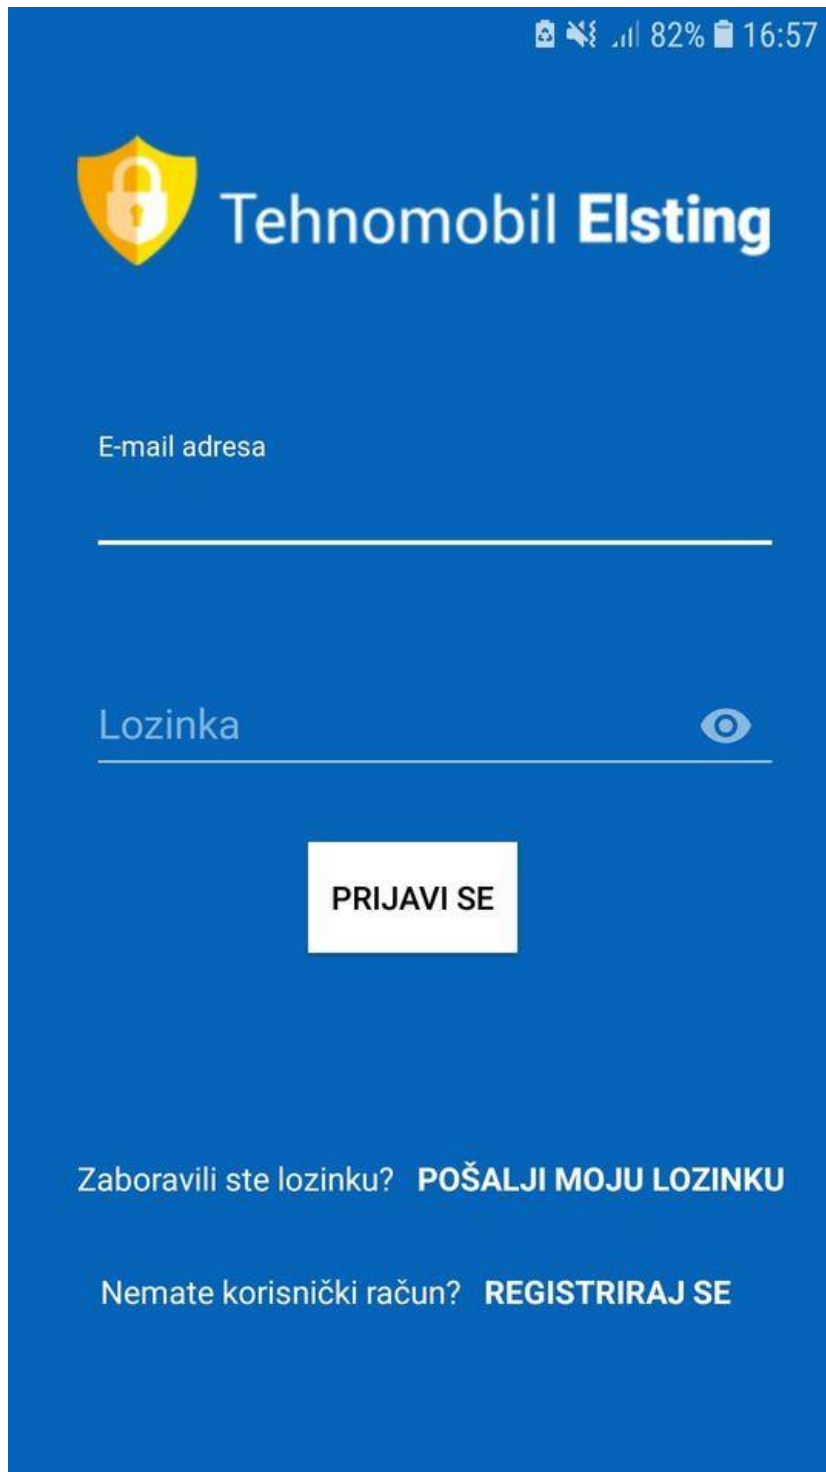 82% 16:57
Tehnomobil Elsting
E-mail adresa
Lozinka
PRIJAVI SE
Zaboravili ste lozinku? POŠALJI MOJU LOZINKU
Nemate korisnički račun? REGISTRIRAJ SE